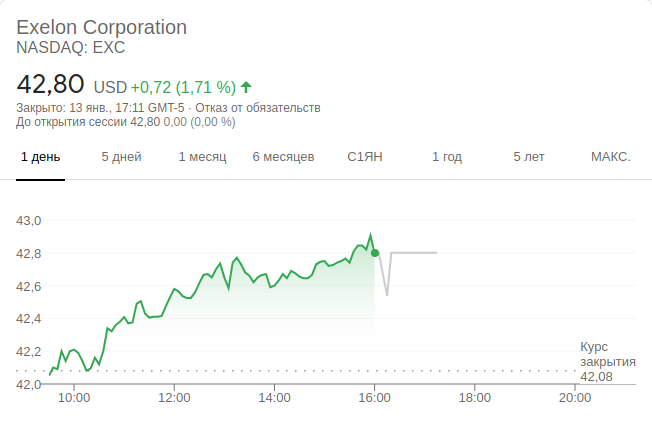 Exelon Corporation
NASDAQ: EXC
42,80 USD +0,72 (1,71 %)
Закрыто: 13 янв., 17:11 GMT-5 · Отказ от обязательств
До открытия сессии 42,80 0,00 (0,00 %)
1 день 5 дней 1 месяц 6 месяцев С1ЯН 1 год 5 лет МАКС.
43,0
42,8
42,6
42,4
42,2
42,0
Курс
закрытия
42,08
10:00 12:00 14:00 16:00 18:00 20:00